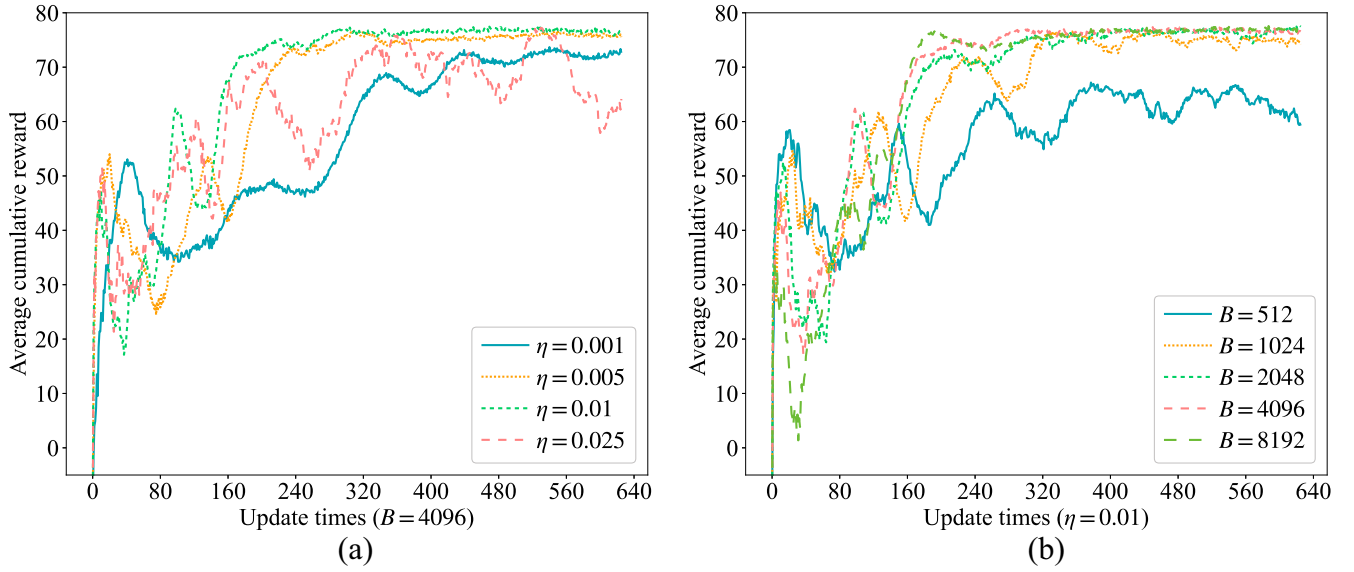 80
70
60
50
40
30
20
10
0
Average cumulative reward
η=0.001
η=0.005
η=0.01
η=0.025
0 80 160 240 320 400 480 560 640
Update times (B=4096)
(a)
80
70
60
50
40
30
20
10
0
Average cumulative reward
B=512
B=1024
B=2048
B=4096
B=8192
0 80 160 240 320 400 480 560 640
Update times (η=0.01)
(b)